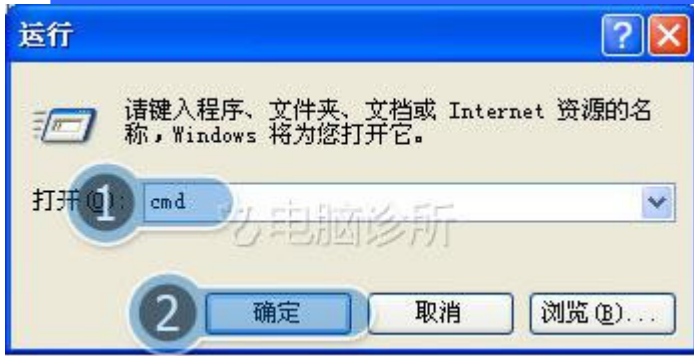 运行
请键入程序、文件夹、文档或 Internet 资源的名
称，Windows 将为您打开它。
打开(O): cmd
1
电脑诊所
2
确定 取消 浏览(B)...